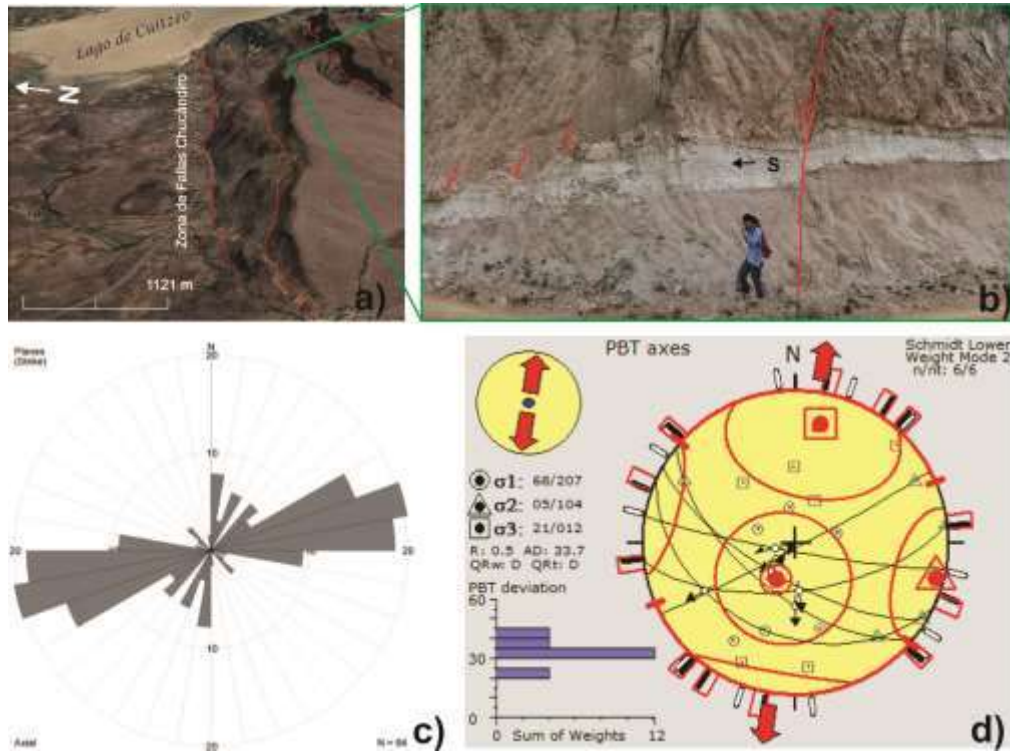 Lago de Cuitzeo
N
Zona de Fallas Chucándiro
1121 m
a)
S
b)
Planes
(Strike)
N
20
10
20
10
10
20
10
20
Axial
N = 64
c)
PBT axes
Schmidt Lower
Weight Mode 2
n/nt: 6/6
N
σ1: 68/207
σ2: 05/104
σ3: 21/012
R: 0.5 AD: 33.7
QRw: D QRt: D
PBT deviation
60
30
0
0 Sum of Weights 12
d)